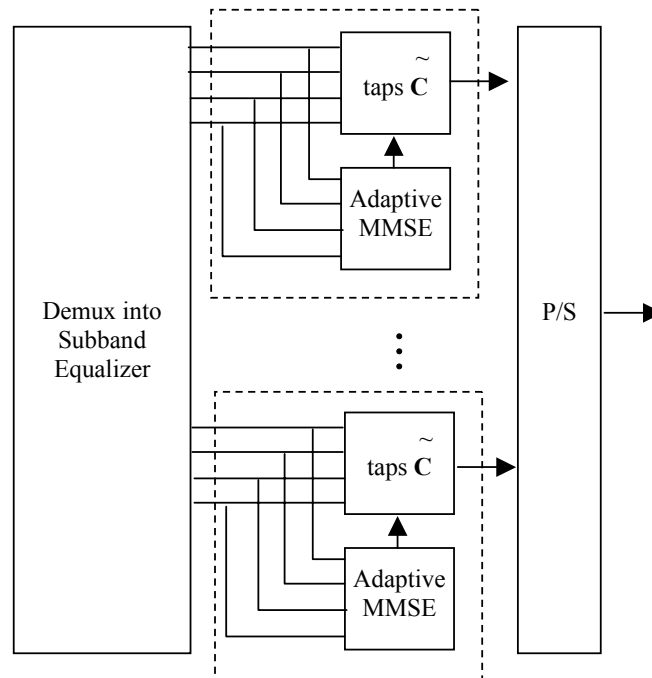 taps C̃
Adaptive
MMSE
Demux into
Subband
Equalizer
P/S
taps C̃
Adaptive
MMSE